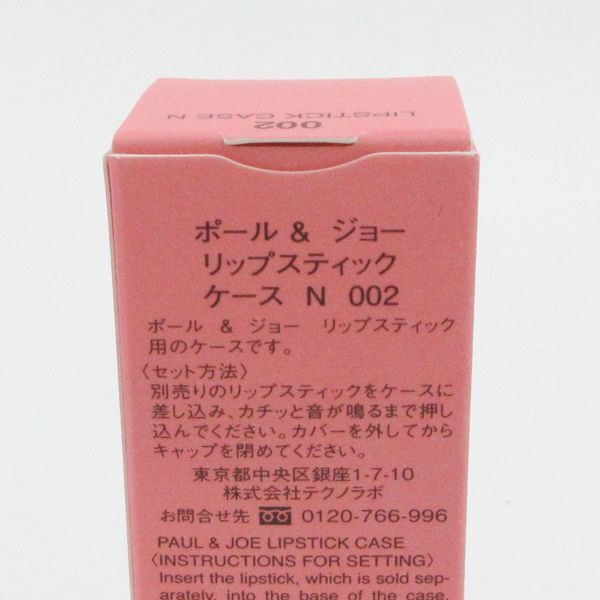 LIPSTICK CASE N
002
ポール & ジョー
リップスティック
ケース N 002
ポール & ジョー リップスティック
用のケースです。
〈セット方法〉
別売りのリップスティックをケースに
差し込み、カチッと音が鳴るまで押し
込んでください。カバーを外してから
キャップを閉めてください。
東京都中央区銀座1-7-10
株式会社テクノラボ
お問合せ先 0120-766-996
PAUL & JOE LIPSTICK CASE
〈INSTRUCTIONS FOR SETTING〉
Insert the lipstick, which is sold sep-
arately, into the base of the case,